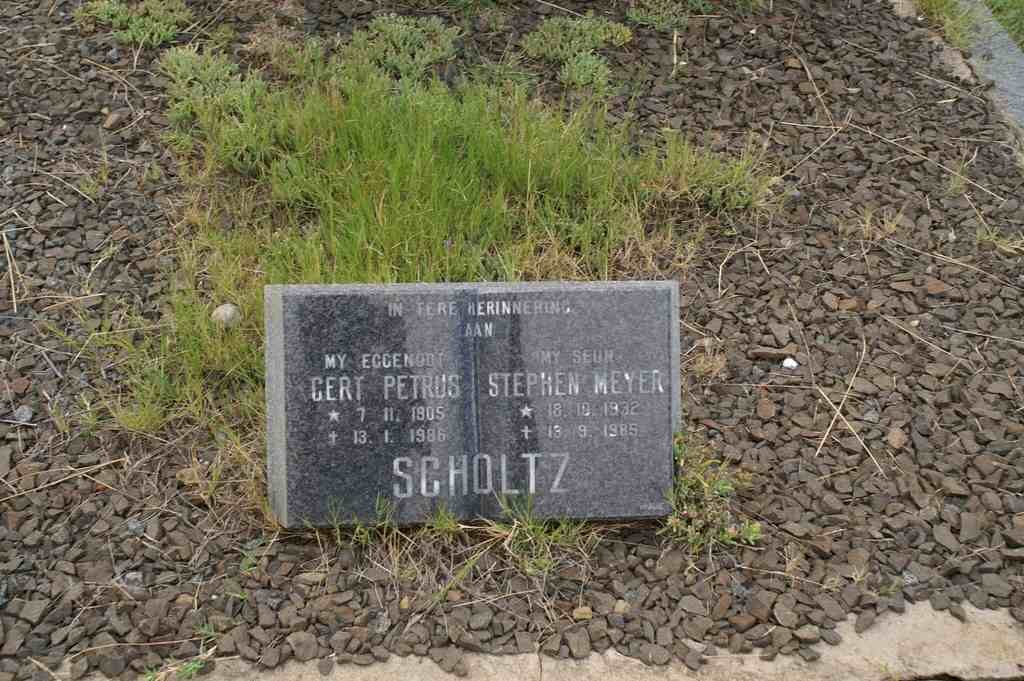 IN TERE HERINNERING
AAN
MY EGGENOOT
GERT PETRUS
★ 7. 11. 1905
✝ 13. 1. 1986
MY SEUN
STEPHEN MEYER
★ 18. 10. 1932
✝ 13. 9. 1985
SCHOLTZ